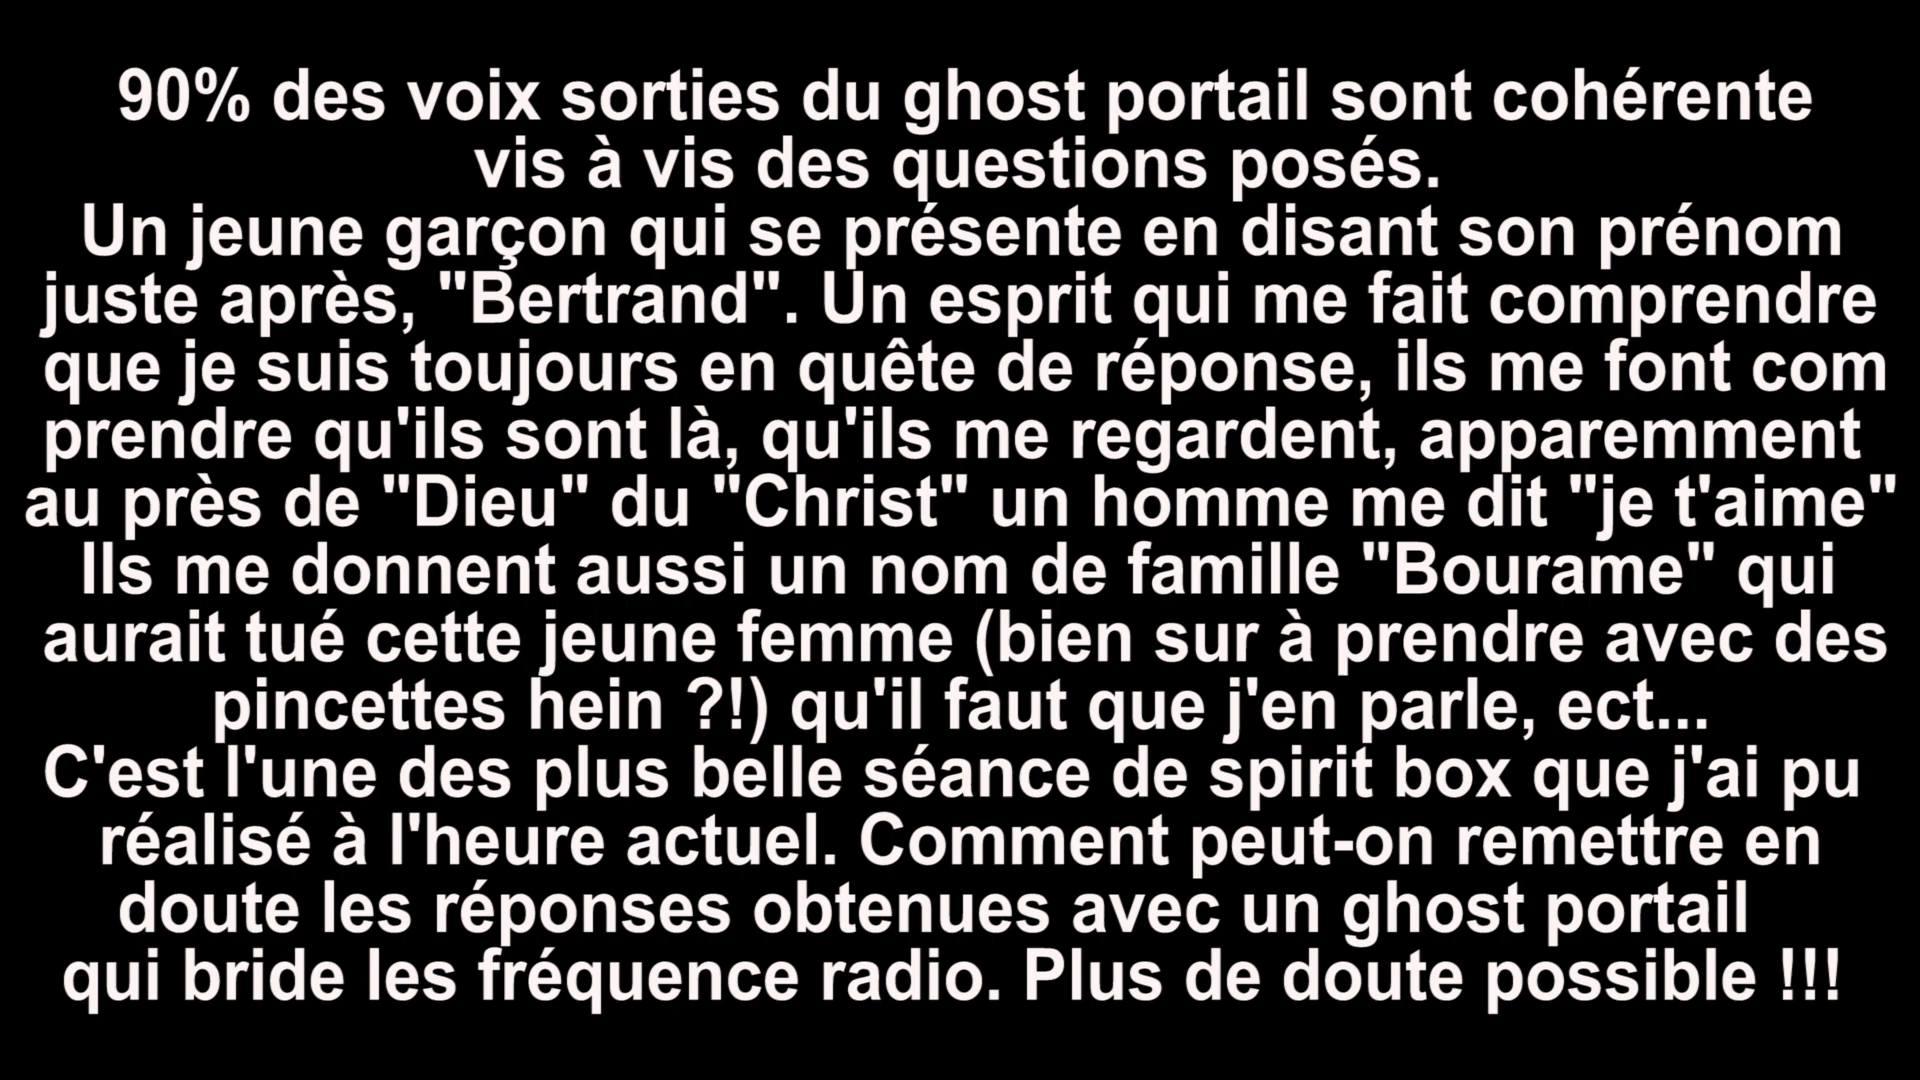 90% des voix sorties du ghost portail sont cohérente
vis à vis des questions posés.
Un jeune garçon qui se présente en disant son prénom
juste après, "Bertrand". Un esprit qui me fait comprendre
que je suis toujours en quête de réponse, ils me font com
prendre qu'ils sont là, qu'ils me regardent, apparemment
au près de "Dieu" du "Christ" un homme me dit "je t'aime"
Ils me donnent aussi un nom de famille "Bourame" qui
aurait tué cette jeune femme (bien sur à prendre avec des
pincettes hein ?!) qu'il faut que j'en parle, ect...
C'est l'une des plus belle séance de spirit box que j'ai pu
réalisé à l'heure actuel. Comment peut-on remettre en
doute les réponses obtenues avec un ghost portail
qui bride les fréquence radio. Plus de doute possible !!!